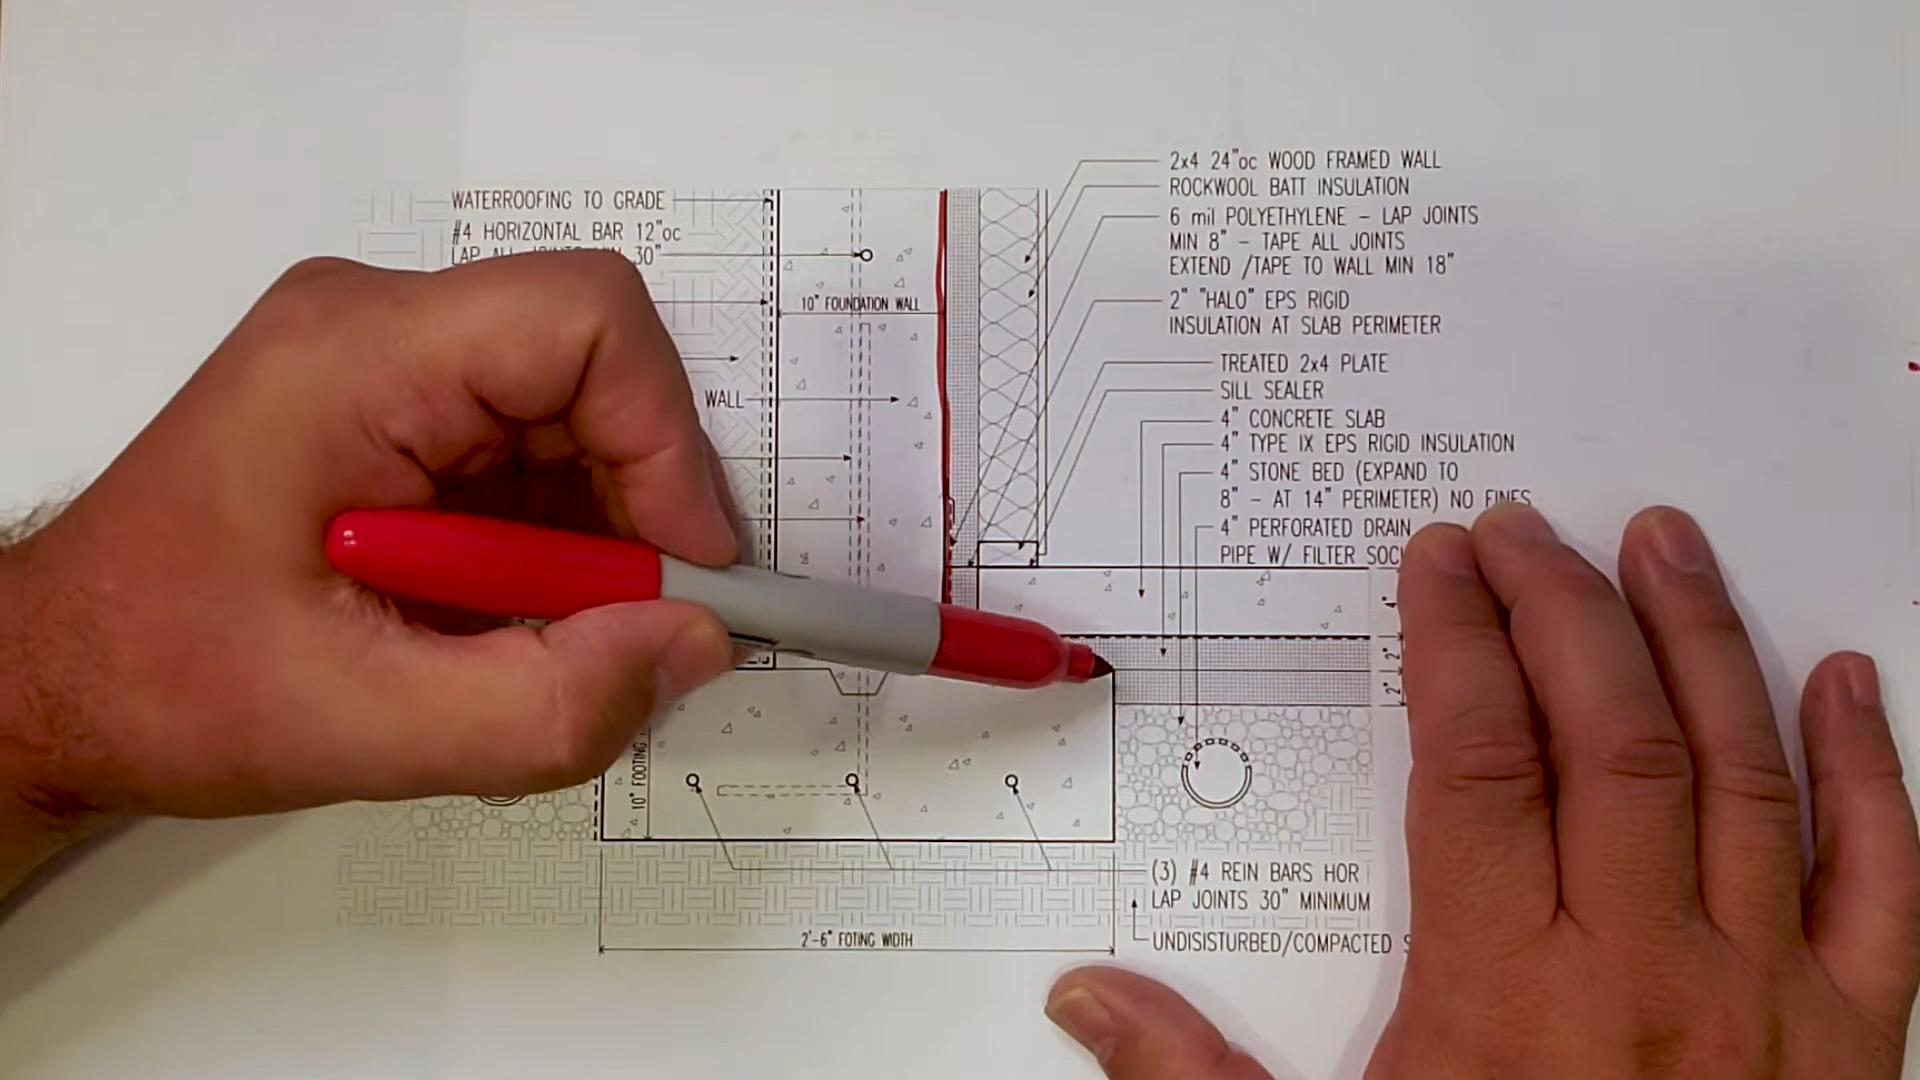 WATERROOFING TO GRADE
#4 HORIZONTAL BAR 12"oc
LAP ALL JOINTS MIN 30"
10" FOUNDATION WALL
WALL
10" FOOTING
2'-6" FOTING WIDTH
2x4 24"oc WOOD FRAMED WALL
ROCKWOOL BATT INSULATION
6 mil POLYETHYLENE - LAP JOINTS
MIN 8" - TAPE ALL JOINTS
EXTEND /TAPE TO WALL MIN 18"
2" "HALO" EPS RIGID
INSULATION AT SLAB PERIMETER
TREATED 2x4 PLATE
SILL SEALER
4" CONCRETE SLAB
4" TYPE IX EPS RIGID INSULATION
4" STONE BED (EXPAND TO
8" - AT 14" PERIMETER) NO FINES
4" PERFORATED DRAIN
PIPE W/ FILTER SOC
4"
2"
2"
(3) #4 REIN BARS HOR
LAP JOINTS 30" MINIMUM
UNDISISTURBED/COMPACTED S